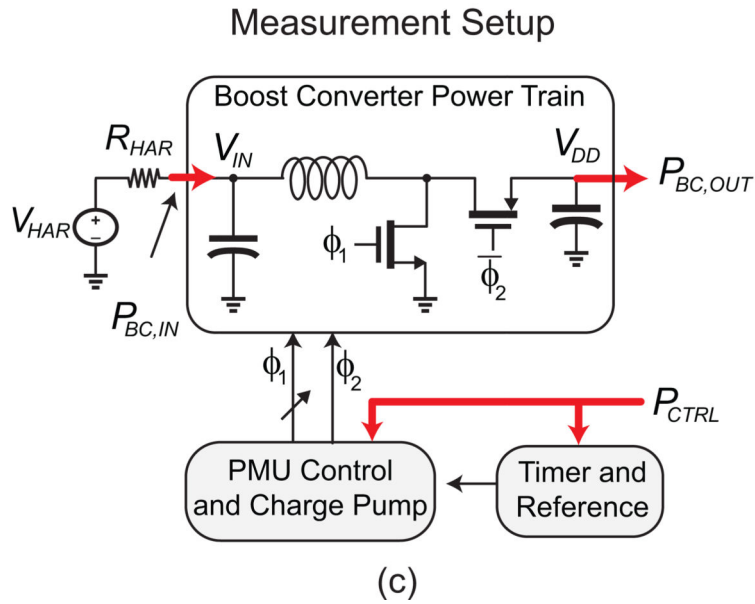 Measurement Setup
Boost Converter Power Train
R_HAR
V_IN
V_DD
P_BC,OUT
V_HAR
+
−
ϕ1
ϕ̅2
P_BC,IN
ϕ1
ϕ2
P_CTRL
PMU Control
and Charge Pump
Timer and
Reference
(c)